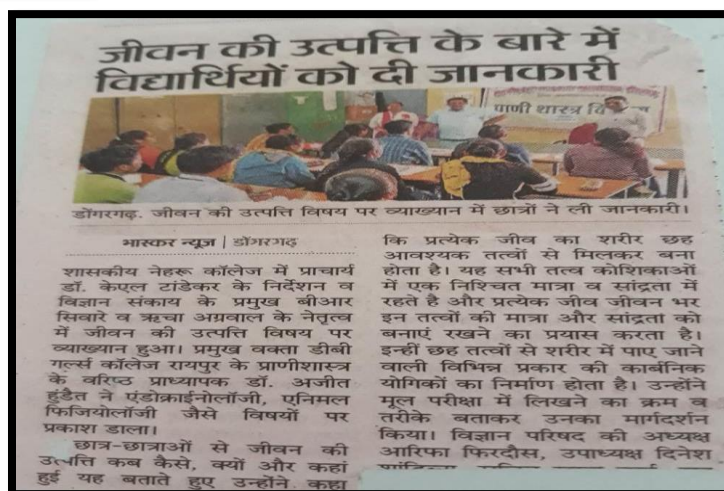 जीवन की उत्पत्ति के बारे में
विद्यार्थियों को दी जानकारी
पाणी शास्त्र वि
डोंगरगढ़. जीवन की उत्पत्ति विषय पर व्याख्यान में छात्रों ने ली जानकारी।
भास्कर न्यूज | डोंगरगढ़
शासकीय नेहरू कॉलेज में प्राचार्य
डॉ. केएल टांडेकर के निर्देशन व
विज्ञान संकाय के प्रमुख बीआर
सिवारे व ऋचा अग्रवाल के नेतृत्व
में जीवन की उत्पत्ति विषय पर
व्याख्यान हुआ। प्रमुख वक्ता डीबी
गर्ल्स कॉलेज रायपुर के प्राणीशास्त्र
के वरिष्ठ प्राध्यापक डॉ. अजीत
हुंडैत ने एंडोक्राईनोलॉजी, एनिमल
फिजियोलॉजी जैसे विषयों पर
प्रकाश डाला।
छात्र-छात्राओं से जीवन की
उत्पत्ति कब कैसे, क्यों और कहां
हुई यह बताते हुए उन्होंने कहा
कि प्रत्येक जीव का शरीर छह
आवश्यक तत्वों से मिलकर बना
होता है। यह सभी तत्व कोशिकाओं
में एक निश्चित मात्रा व सांद्रता में
रहते है और प्रत्येक जीव जीवन भर
इन तत्वों की मात्रा और सांद्रता को
बनाएं रखने का प्रयास करता है।
इन्हीं छह तत्वों से शरीर में पाए जाने
वाली विभिन्न प्रकार की कार्बनिक
योगिकों का निर्माण होता है। उन्होंने
मूल परीक्षा में लिखने का क्रम व
तरीके बताकर उनका मार्गदर्शन
किया। विज्ञान परिषद की अध्यक्ष
आरिफा फिरदौस, उपाध्यक्ष दिनेश